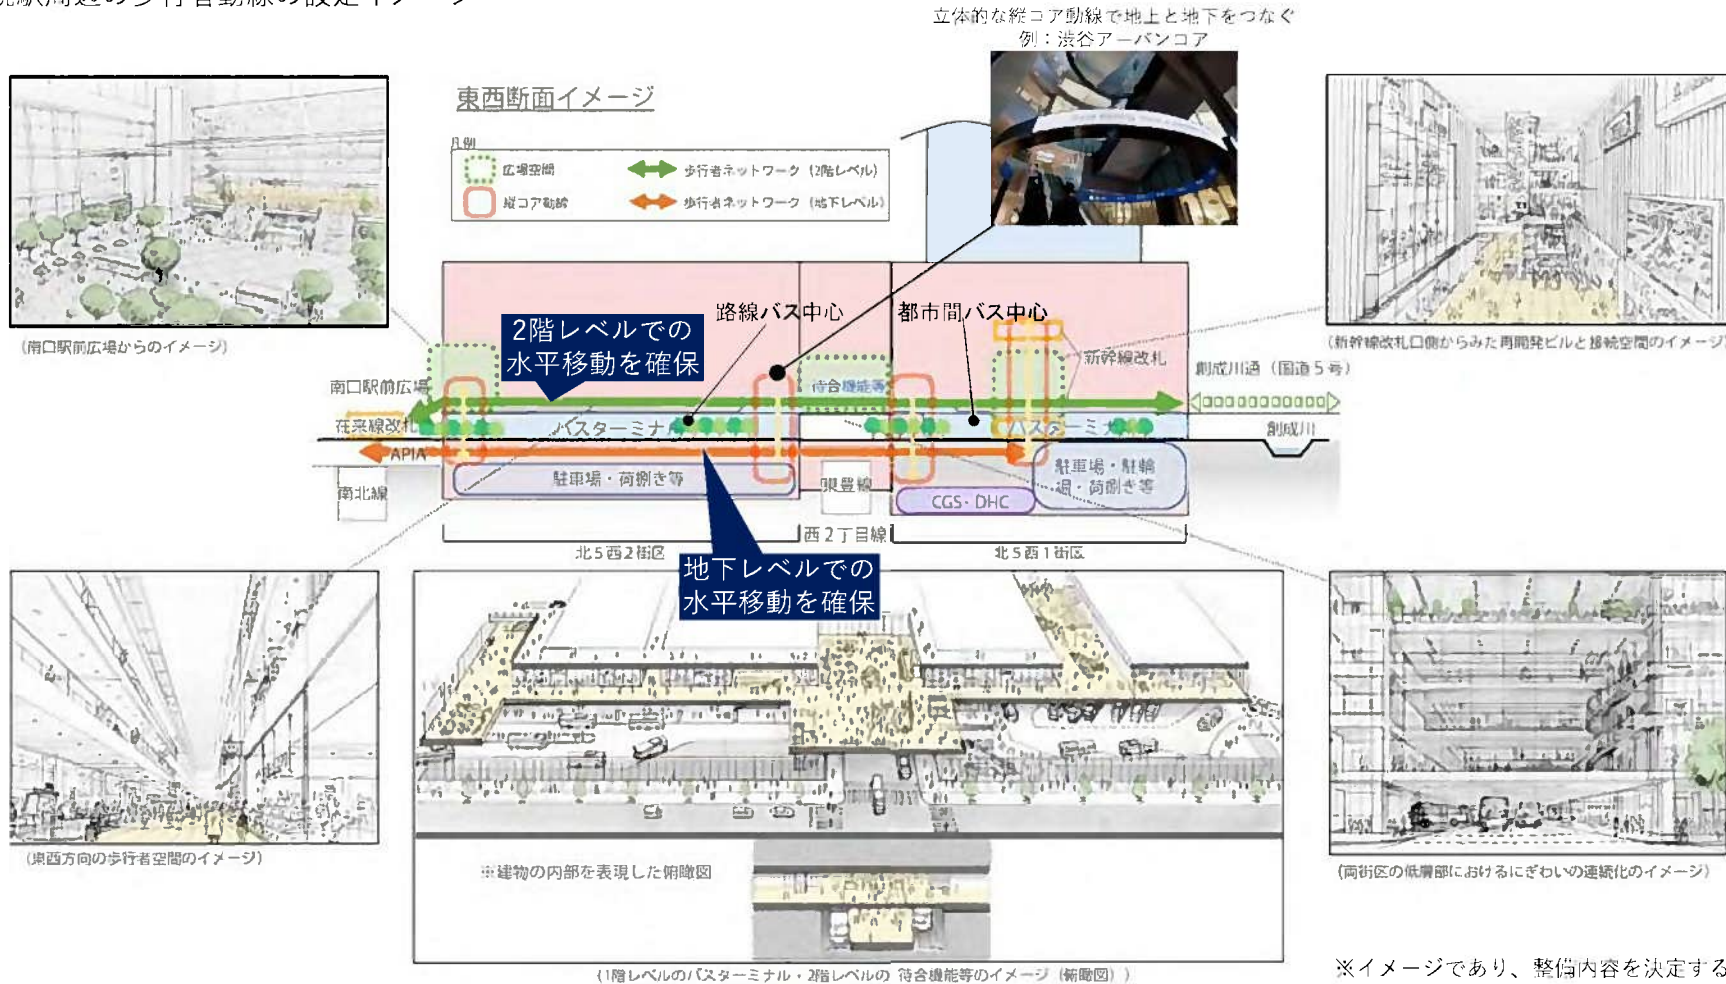 駅周辺の歩行者動線の設定イメージ
立体的な縦コア動線で地上と地下をつなぐ
例：渋谷アーバンコア
東西断面イメージ
凡例
広場空間
歩行者ネットワーク（2階レベル）
縦コア動線
歩行者ネットワーク（地下レベル）
（南口駅前広場からのイメージ）
（新幹線改札口側からみた再開発ビルと接続空間のイメージ）
2階レベルでの
水平移動を確保
路線バス中心
都市間バス中心
新幹線改札
創成川通（国道5号）
南口駅前広場
待合機能等
在来線改札
バスターミナル
バスターミナ
創成川
APIA
駐車場・荷捌き等
南北線
東豊線
駐車場・駐輪
場・荷捌き等
CGS・DHC
北5西2街区
西2丁目線
北5西1街区
地下レベルでの
水平移動を確保
（東西方向の歩行者空間のイメージ）
※建物の内部を表現した俯瞰図
（両街区の低層部におけるにぎわいの連続化のイメージ）
（1階レベルのバスターミナル・2階レベルの 待合機能等のイメージ（俯瞰図））
※イメージであり、整備内容を決定する